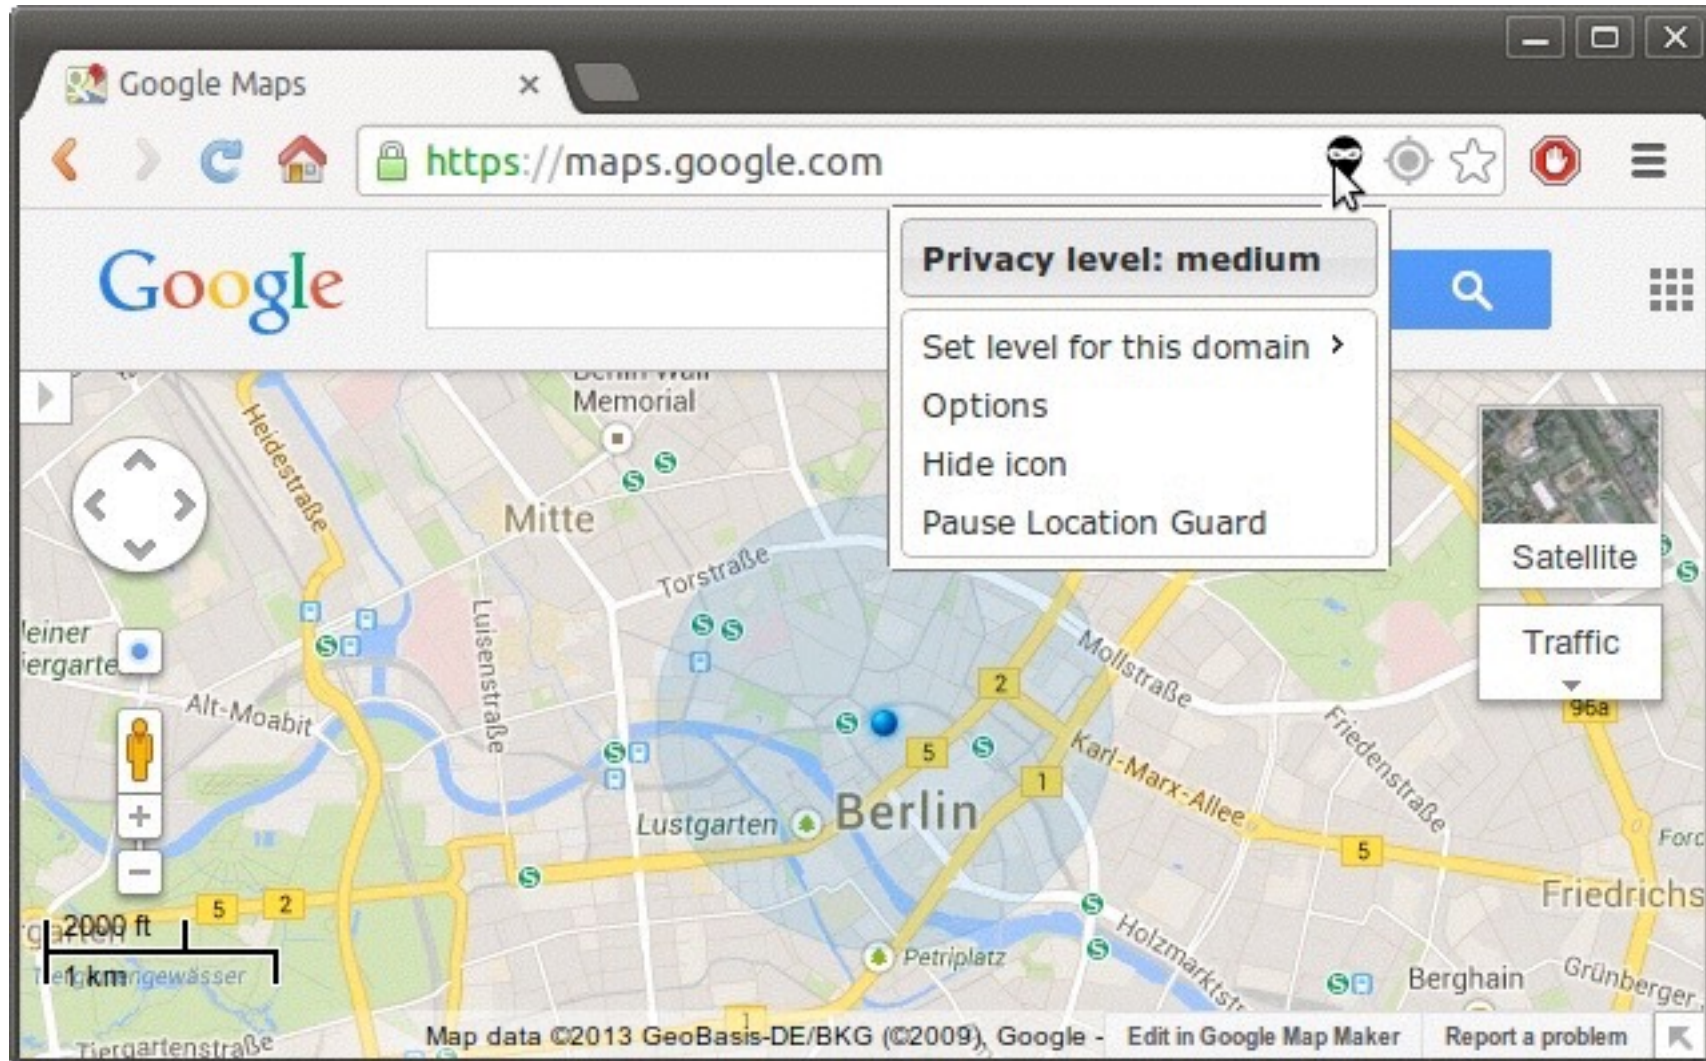 Google Maps
https://maps.google.com
Google
Privacy level: medium
Set level for this domain
Options
Hide icon
Pause Location Guard
Memorial
Heidestraße
Mitte
Torstraße
Satellite
Traffic
Luisenstraße
Mollstraße
Alt-Moabit
2
96a
Friedenstraße
5
Karl-Marx-Allee
1
Lustgarten
Berlin
5
Friedrichs
5
2
2000 ft
1 km
Petriplatz
Holzmarktstr
Berghain
Grünberger
1
Map data ©2013 GeoBasis-DE/BKG (©2009), Google -
Edit in Google Map Maker
Report a problem
Tiergartenstraße